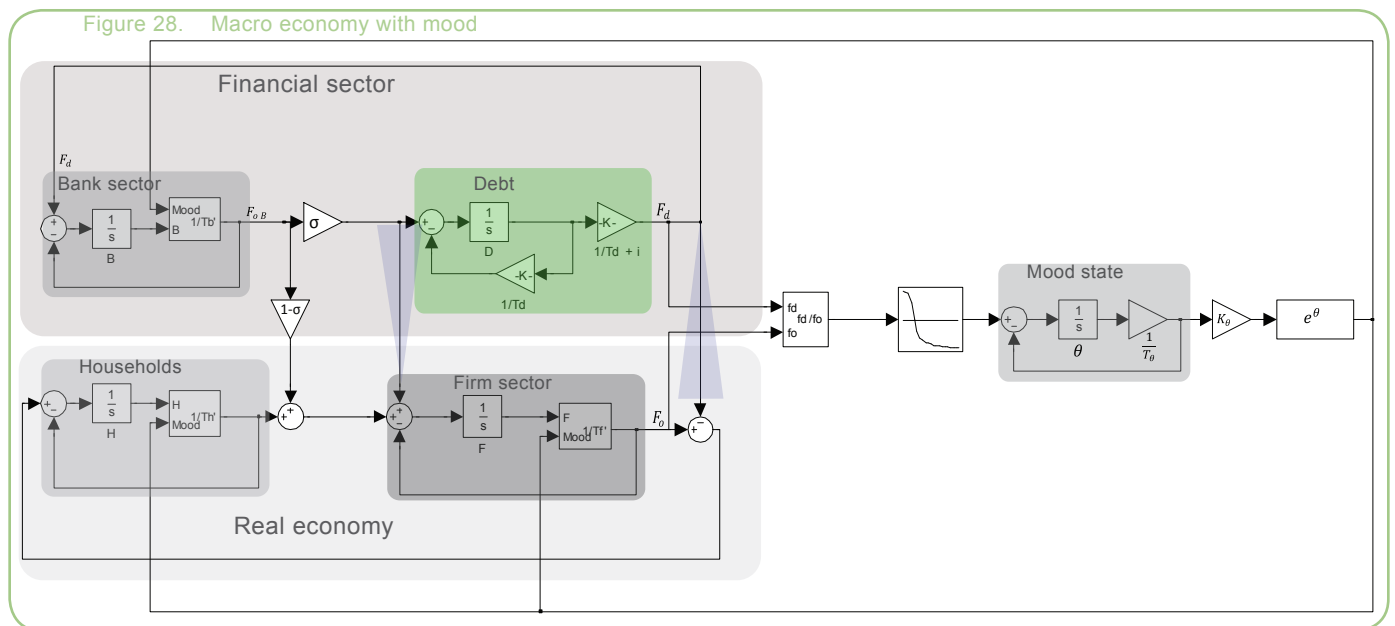 Figure 28. Macro economy with mood
Financial sector
F_d
Bank sector
Mood
B
1/Tb'
1
s
B
F_o B
σ
1-σ
Debt
+
−
1
s
D
-K-
1/Td + i
-K-
1/Td
F_d
fd
fo
fd/fo
Mood state
+
−
1
s
θ
1
T_θ
K_θ
e^θ
Households
+
−
1
s
H
H
Mood
1/Th'
+
+
Firm sector
+
+
−
1
s
F
F
Mood
1/Tf'
F_o
+
−
Real economy